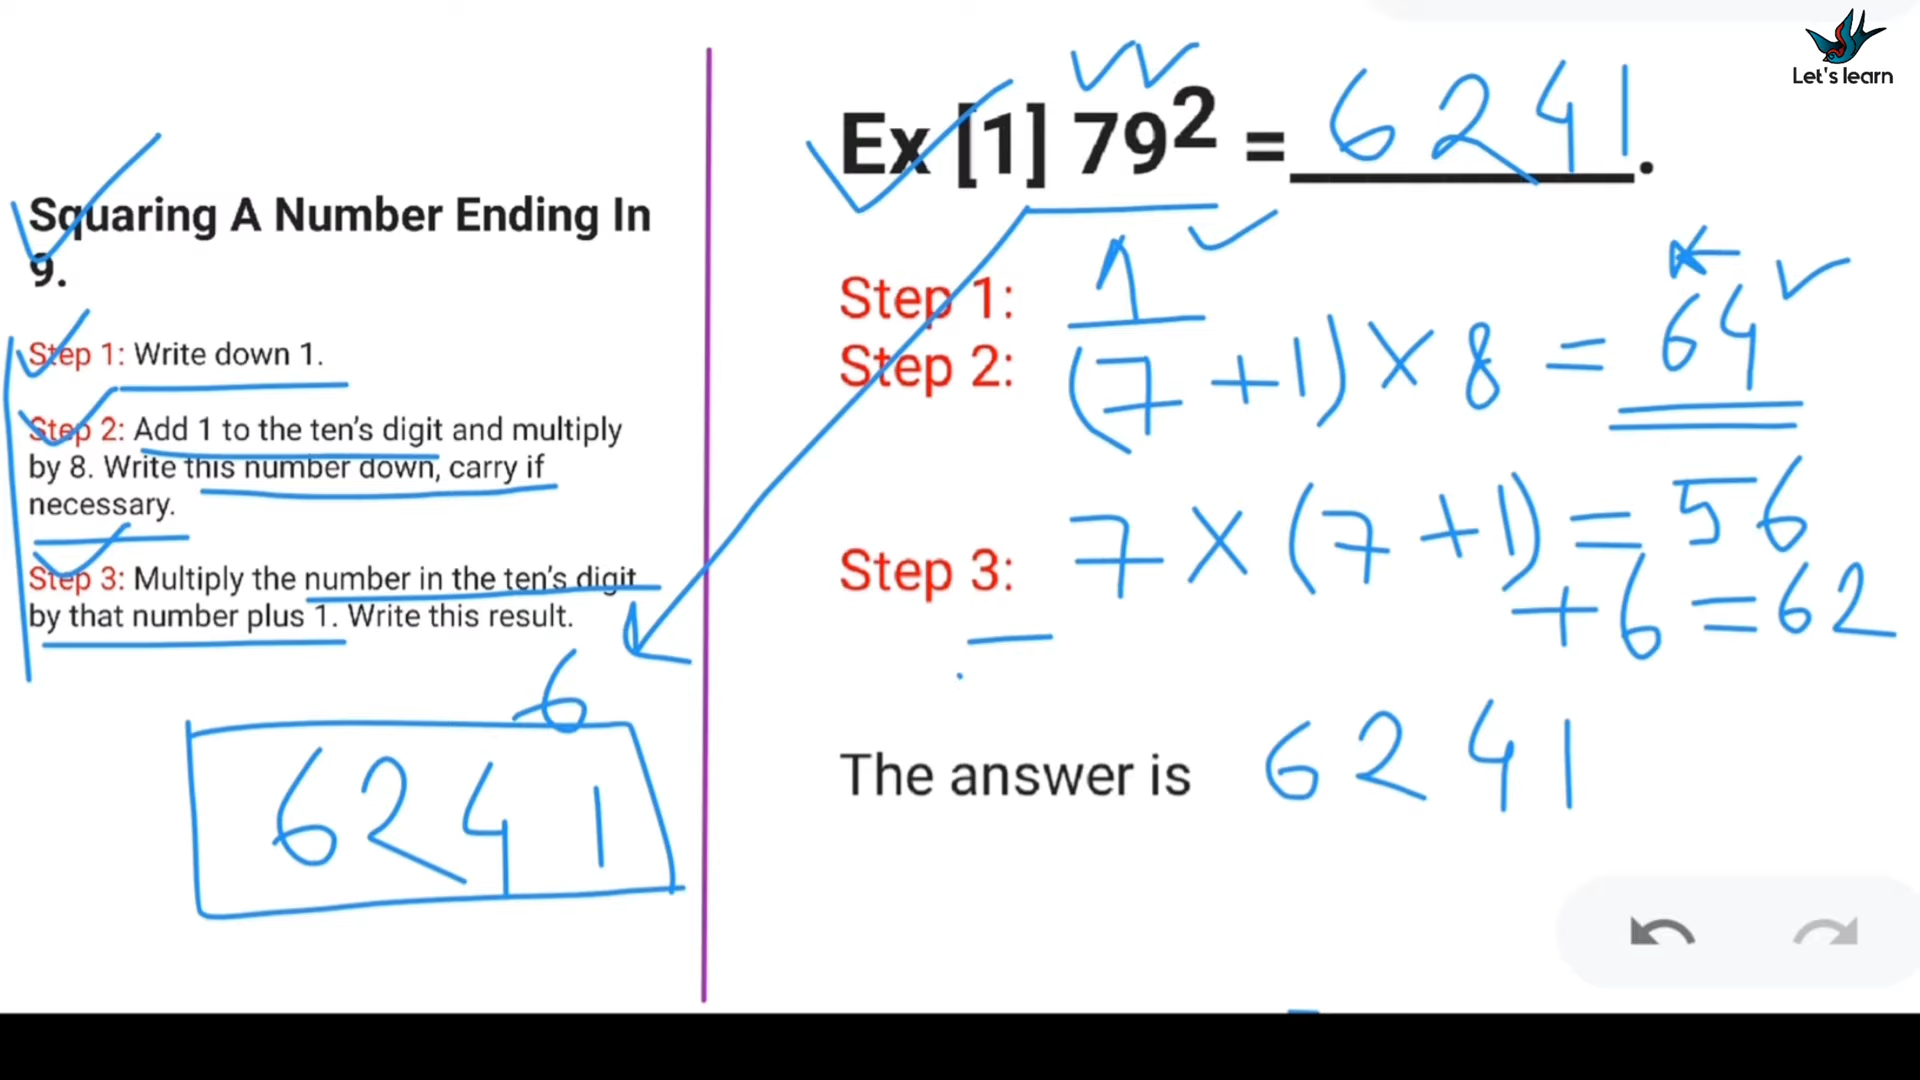 Let's learn
Squaring A Number Ending In
9.
Step 1: Write down 1.
Step 2: Add 1 to the ten's digit and multiply
by 8. Write this number down, carry if
necessary.
Step 3: Multiply the number in the ten's digit
by that number plus 1. Write this result.
6
6241
Ex [1] 79² = 6241.
Step 1: 1
Step 2: (7+1)×8 = 64
Step 3: 7×(7+1)=56
+6=62
The answer is 6241